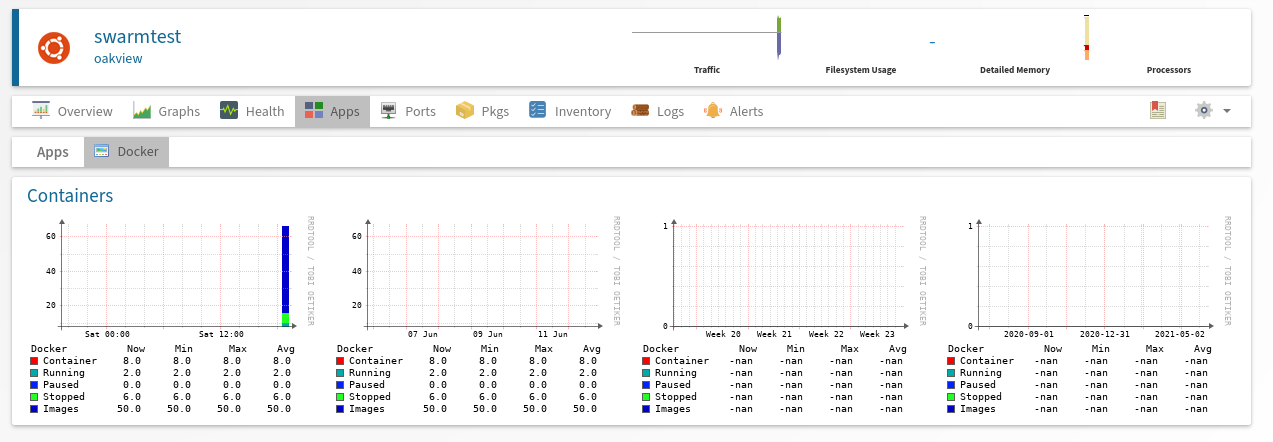 swarmtest
oakview
Traffic Filesystem Usage Detailed Memory Processors
Overview Graphs Health Apps Ports Pkgs Inventory Logs Alerts
Apps Docker
Containers
60
40
20
Sat 00:00 Sat 12:00
RRDTOOL / TOBI OETIKER
Docker Now Min Max Avg
Container 8.0 8.0 8.0 8.0
Running 2.0 2.0 2.0 2.0
Paused 0.0 0.0 0.0 0.0
Stopped 6.0 6.0 6.0 6.0
Images 50.0 50.0 50.0 50.0
60
40
20
07 Jun 09 Jun 11 Jun
RRDTOOL / TOBI OETIKER
Docker Now Min Max Avg
Container 8.0 8.0 8.0 8.0
Running 2.0 2.0 2.0 2.0
Paused 0.0 0.0 0.0 0.0
Stopped 6.0 6.0 6.0 6.0
Images 50.0 50.0 50.0 50.0
1
0
Week 20 Week 21 Week 22 Week 23
RRDTOOL / TOBI OETIKER
Docker Now Min Max Avg
Container -nan -nan -nan -nan
Running -nan -nan -nan -nan
Paused -nan -nan -nan -nan
Stopped -nan -nan -nan -nan
Images -nan -nan -nan -nan
1
0
2020-09-01 2020-12-31 2021-05-02
RRDTOOL / TOBI OETIKER
Docker Now Min Max Avg
Container -nan -nan -nan -nan
Running -nan -nan -nan -nan
Paused -nan -nan -nan -nan
Stopped -nan -nan -nan -nan
Images -nan -nan -nan -nan